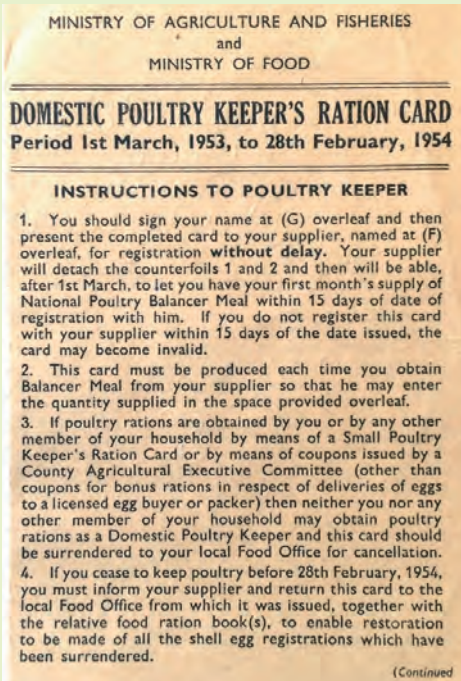 MINISTRY OF AGRICULTURE AND FISHERIES
and
MINISTRY OF FOOD
DOMESTIC POULTRY KEEPER'S RATION CARD
Period 1st March, 1953, to 28th February, 1954
INSTRUCTIONS TO POULTRY KEEPER
1. You should sign your name at (G) overleaf and then
present the completed card to your supplier, named at (F)
overleaf, for registration without delay. Your supplier
will detach the counterfoils 1 and 2 and then will be able,
after 1st March, to let you have your first month's supply of
National Poultry Balancer Meal within 15 days of date of
registration with him. If you do not register this card
with your supplier within 15 days of the date issued, the
card may become invalid.
2. This card must be produced each time you obtain
Balancer Meal from your supplier so that he may enter
the quantity supplied in the space provided overleaf.
3. If poultry rations are obtained by you or by any other
member of your household by means of a Small Poultry
Keeper's Ration Card or by means of coupons issued by a
County Agricultural Executive Committee (other than
coupons for bonus rations in respect of deliveries of eggs
to a licensed egg buyer or packer) then neither you nor any
other member of your household may obtain poultry
rations as a Domestic Poultry Keeper and this card should
be surrendered to your local Food Office for cancellation.
4. If you cease to keep poultry before 28th February, 1954,
you must inform your supplier and return this card to the
local Food Office from which it was issued, together with
the relative food ration book(s), to enable restoration
to be made of all the shell egg registrations which have
been surrendered.
(Continued